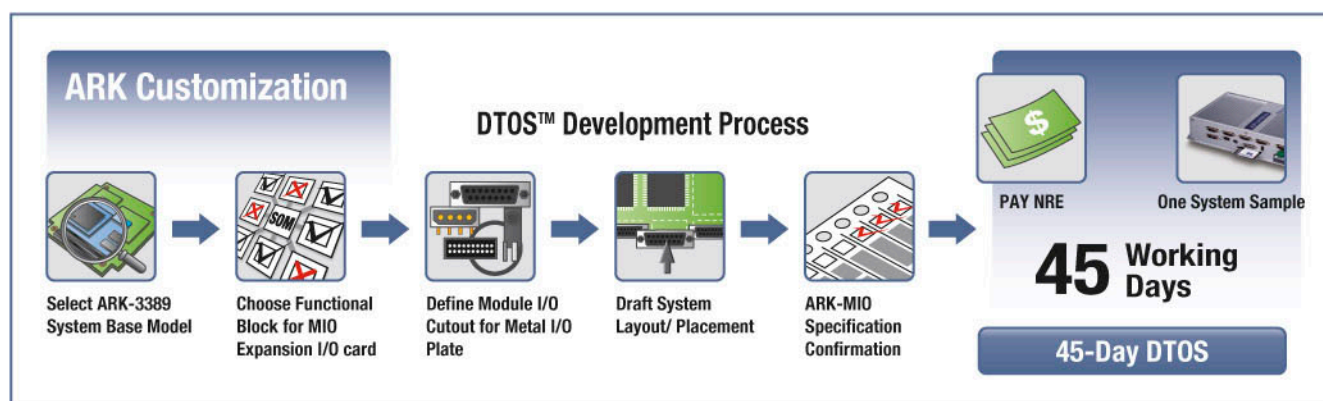 ARK Customization
DTOS™ Development Process
SOM
Select ARK-3389
System Base Model
Choose Functional
Block for MIO
Expansion I/O card
Define Module I/O
Cutout for Metal I/O
Plate
Draft System
Layout/ Placement
ARK-MIO
Specification
Confirmation
$
PAY NRE
One System Sample
45 Working
Days
45-Day DTOS